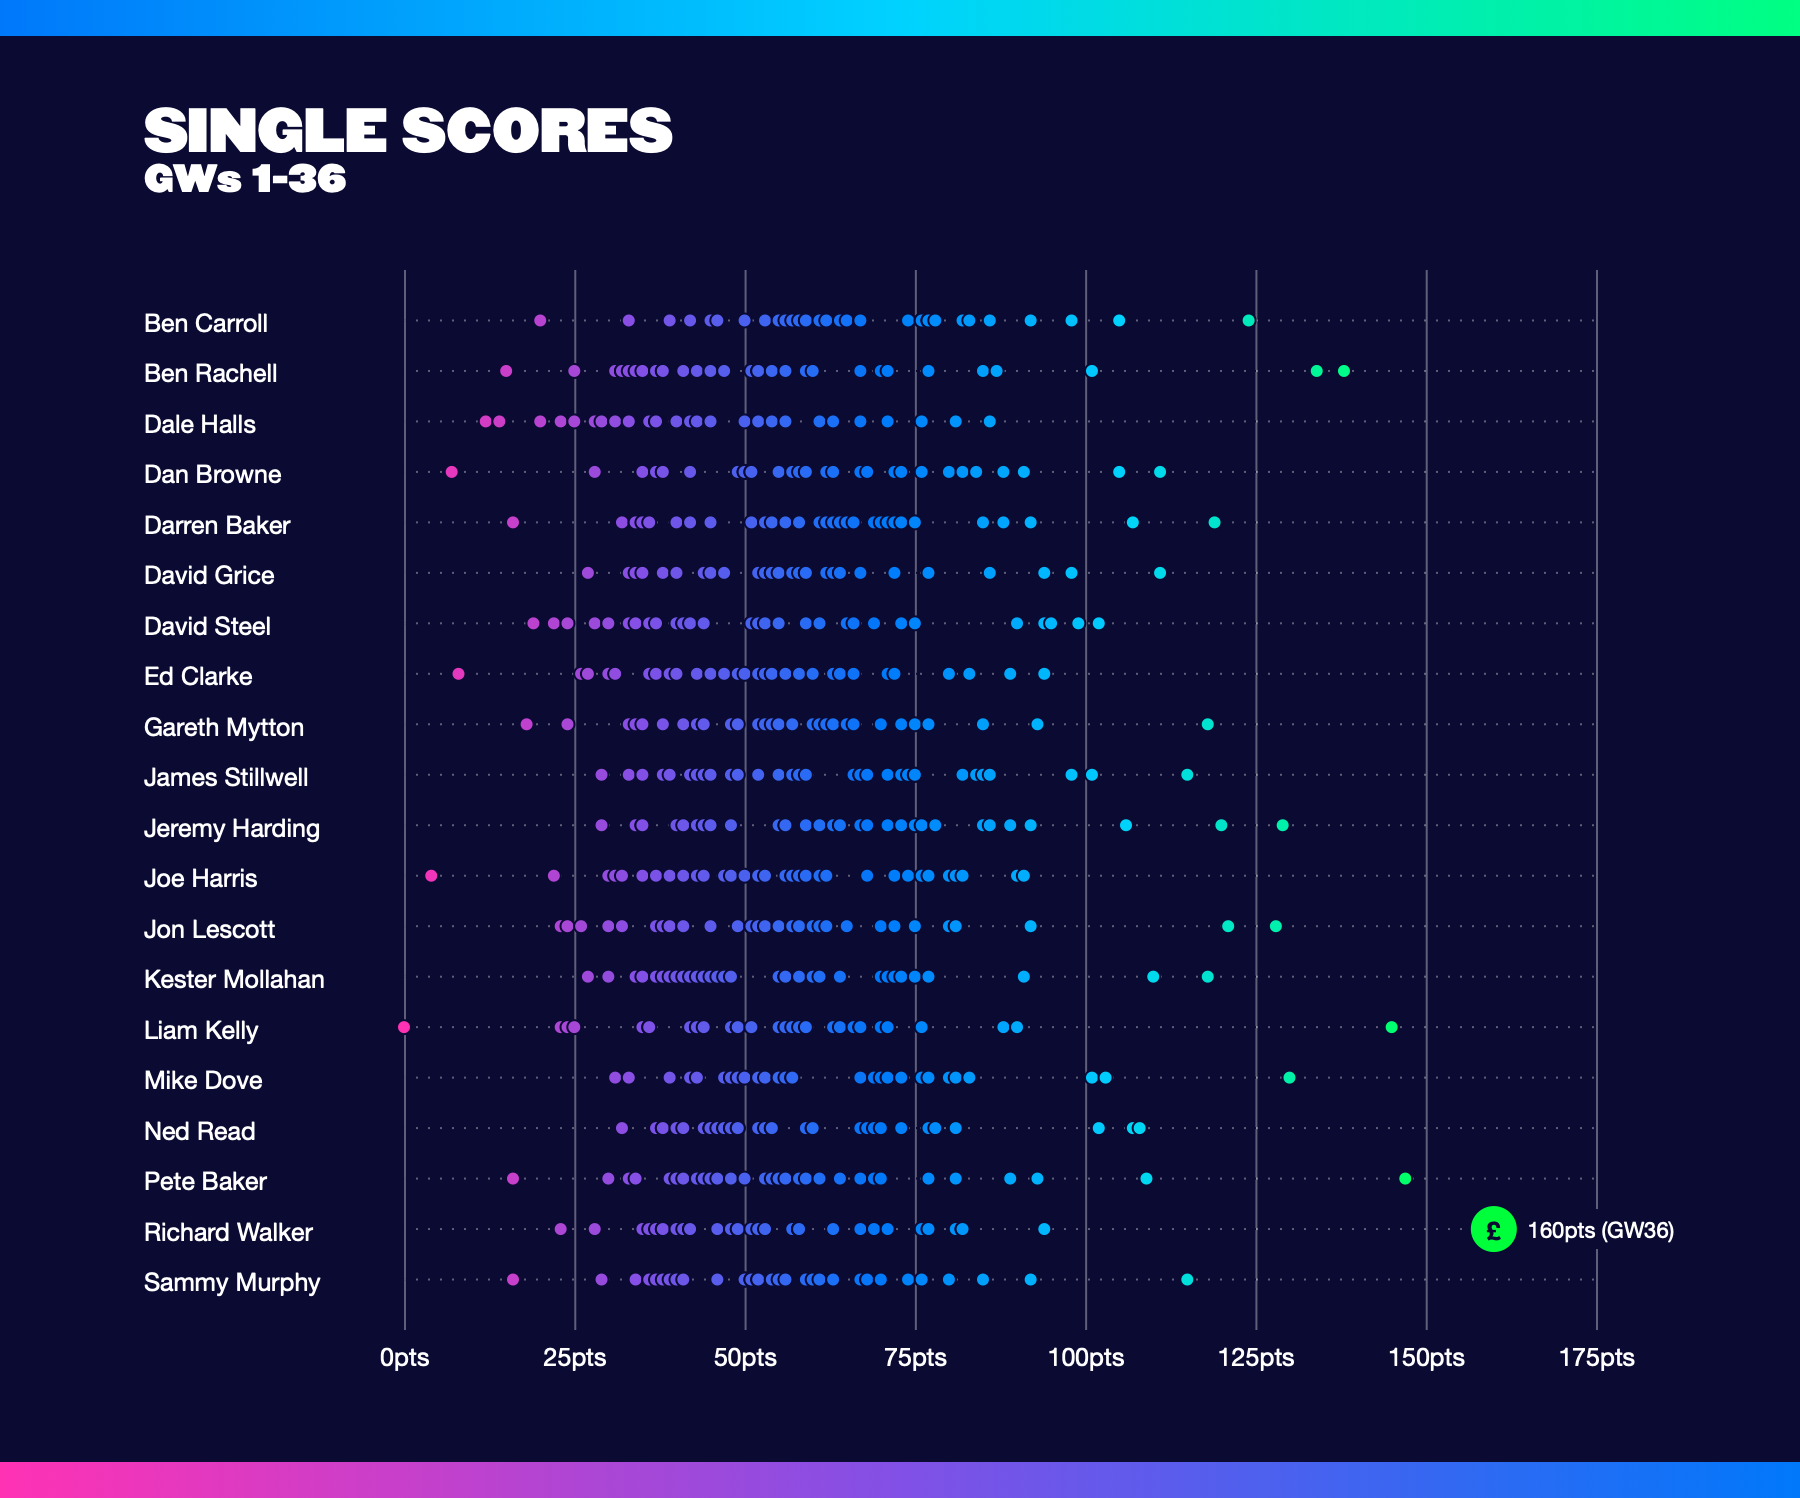 SINGLE SCORES
GWs 1-36
Ben Carroll
Ben Rachell
Dale Halls
Dan Browne
Darren Baker
David Grice
David Steel
Ed Clarke
Gareth Mytton
James Stillwell
Jeremy Harding
Joe Harris
Jon Lescott
Kester Mollahan
Liam Kelly
Mike Dove
Ned Read
Pete Baker
Richard Walker
£ 160pts (GW36)
Sammy Murphy
0pts 25pts 50pts 75pts 100pts 125pts 150pts 175pts